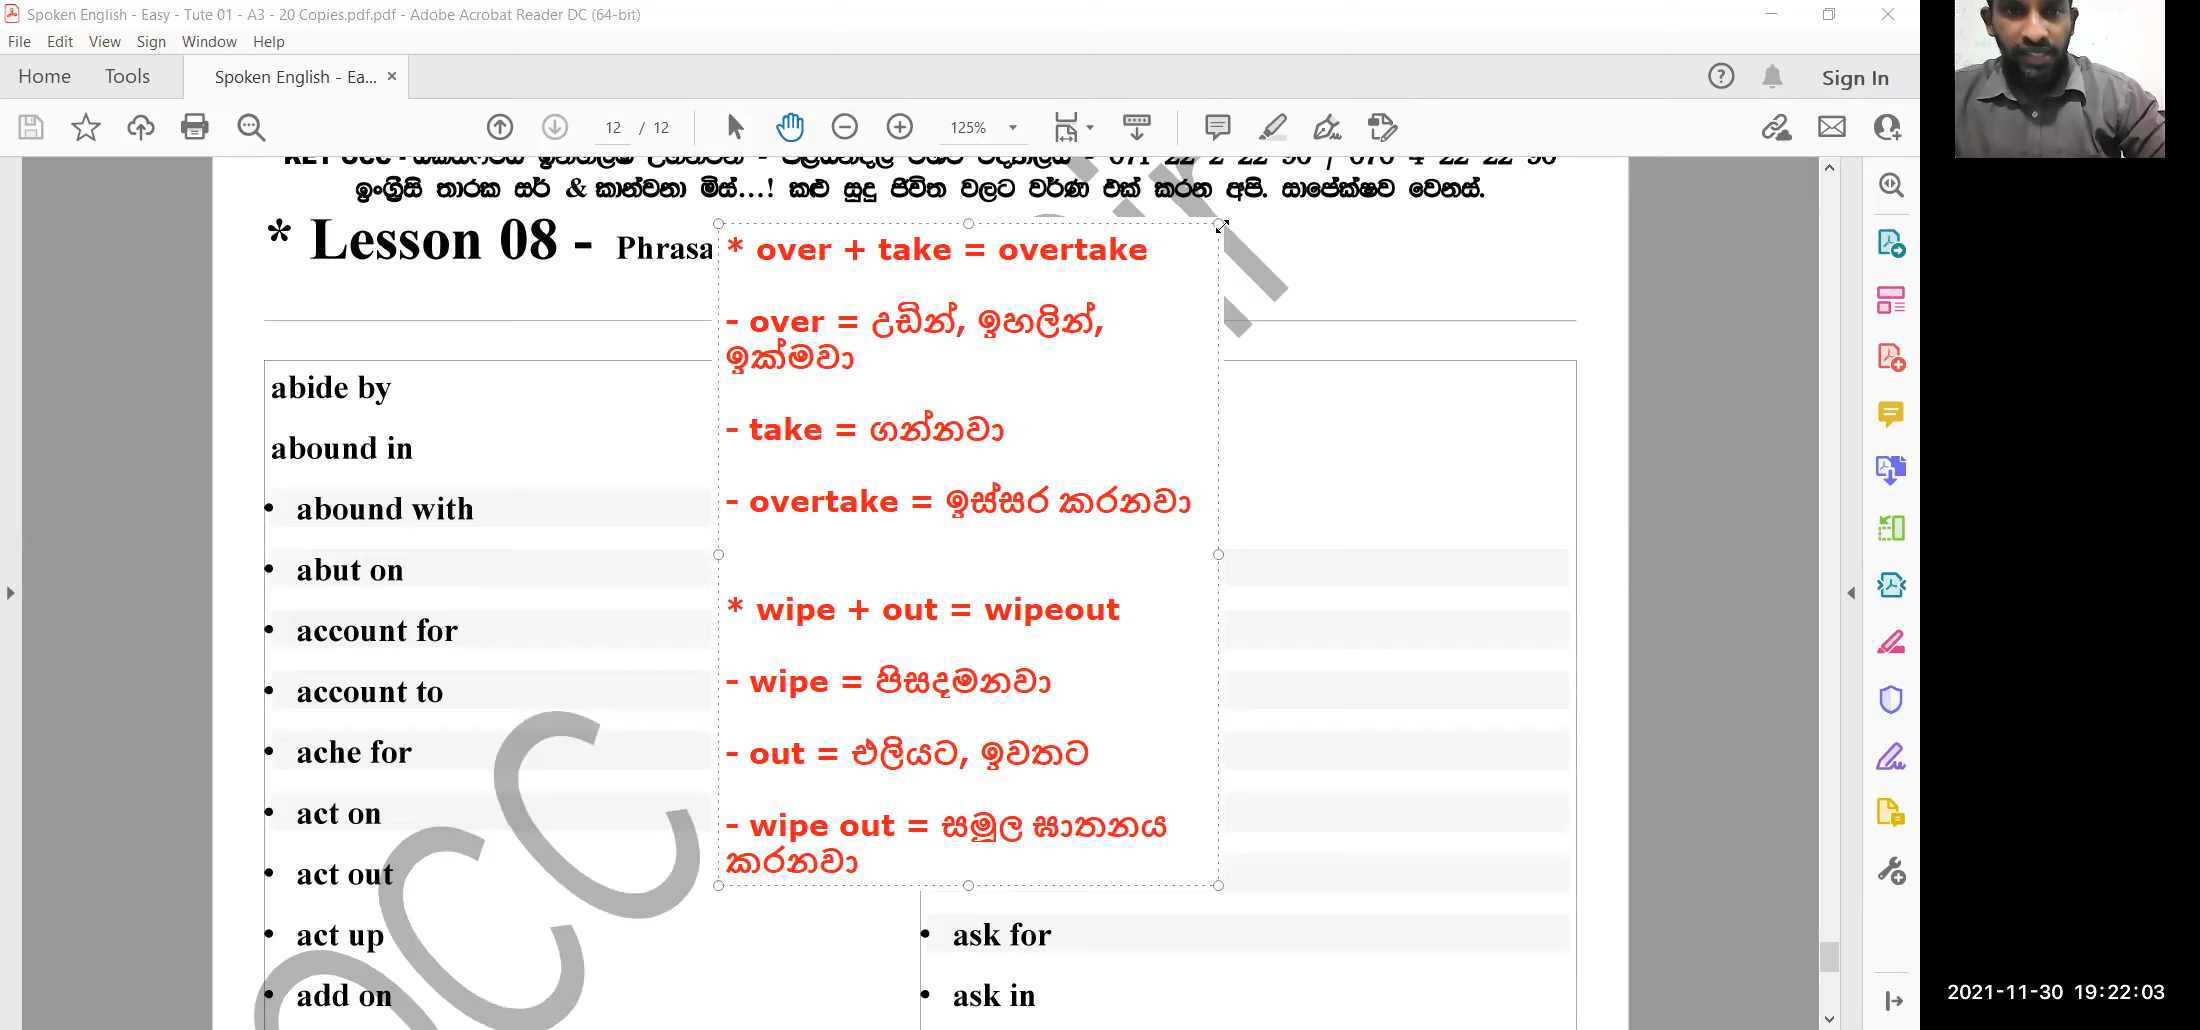 Spoken English - Easy - Tute 01 - A3 - 20 Copies.pdf.pdf - Adobe Acrobat Reader DC (64-bit)
File Edit View Sign Window Help
Home Tools Spoken English - Ea... × Sign In
12 / 12 125%
ඉංග්‍රීසි තාරක සර් & කාන්චනා මිස්...! කළු සුදු ජීවිත වලට වර්ණ එක් කරන අපි. සාපේක්ෂව වෙනස්.
* Lesson 08 - Phrasa
* over + take = overtake
- over = උඩින්, ඉහලින්,
ඉක්මවා
- take = ගන්නවා
- overtake = ඉස්සර කරනවා
* wipe + out = wipeout
- wipe = පිසදමනවා
- out = එලියට, ඉවතට
- wipe out = සමූල ඝාතනය
කරනවා
abide by
abound in
• abound with
• abut on
• account for
• account to
• ache for
• act on
• act out
• act up
• add on
• ask for
• ask in
2021-11-30 19:22:03